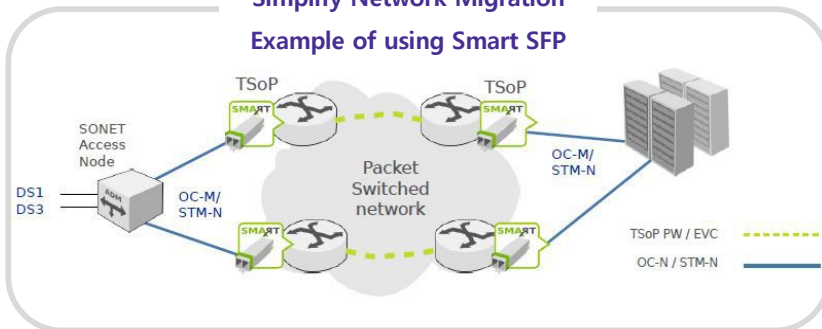 Simplify Network Migration
Example of using Smart SFP
TSoP
TSoP
SMART
SMART
SONET
Access
Node
OC-M/
STM-N
Packet
Switched
network
DS1
DS3
ADM
OC-M/
STM-N
SMART
SMART
TSoP PW / EVC
OC-N / STM-N